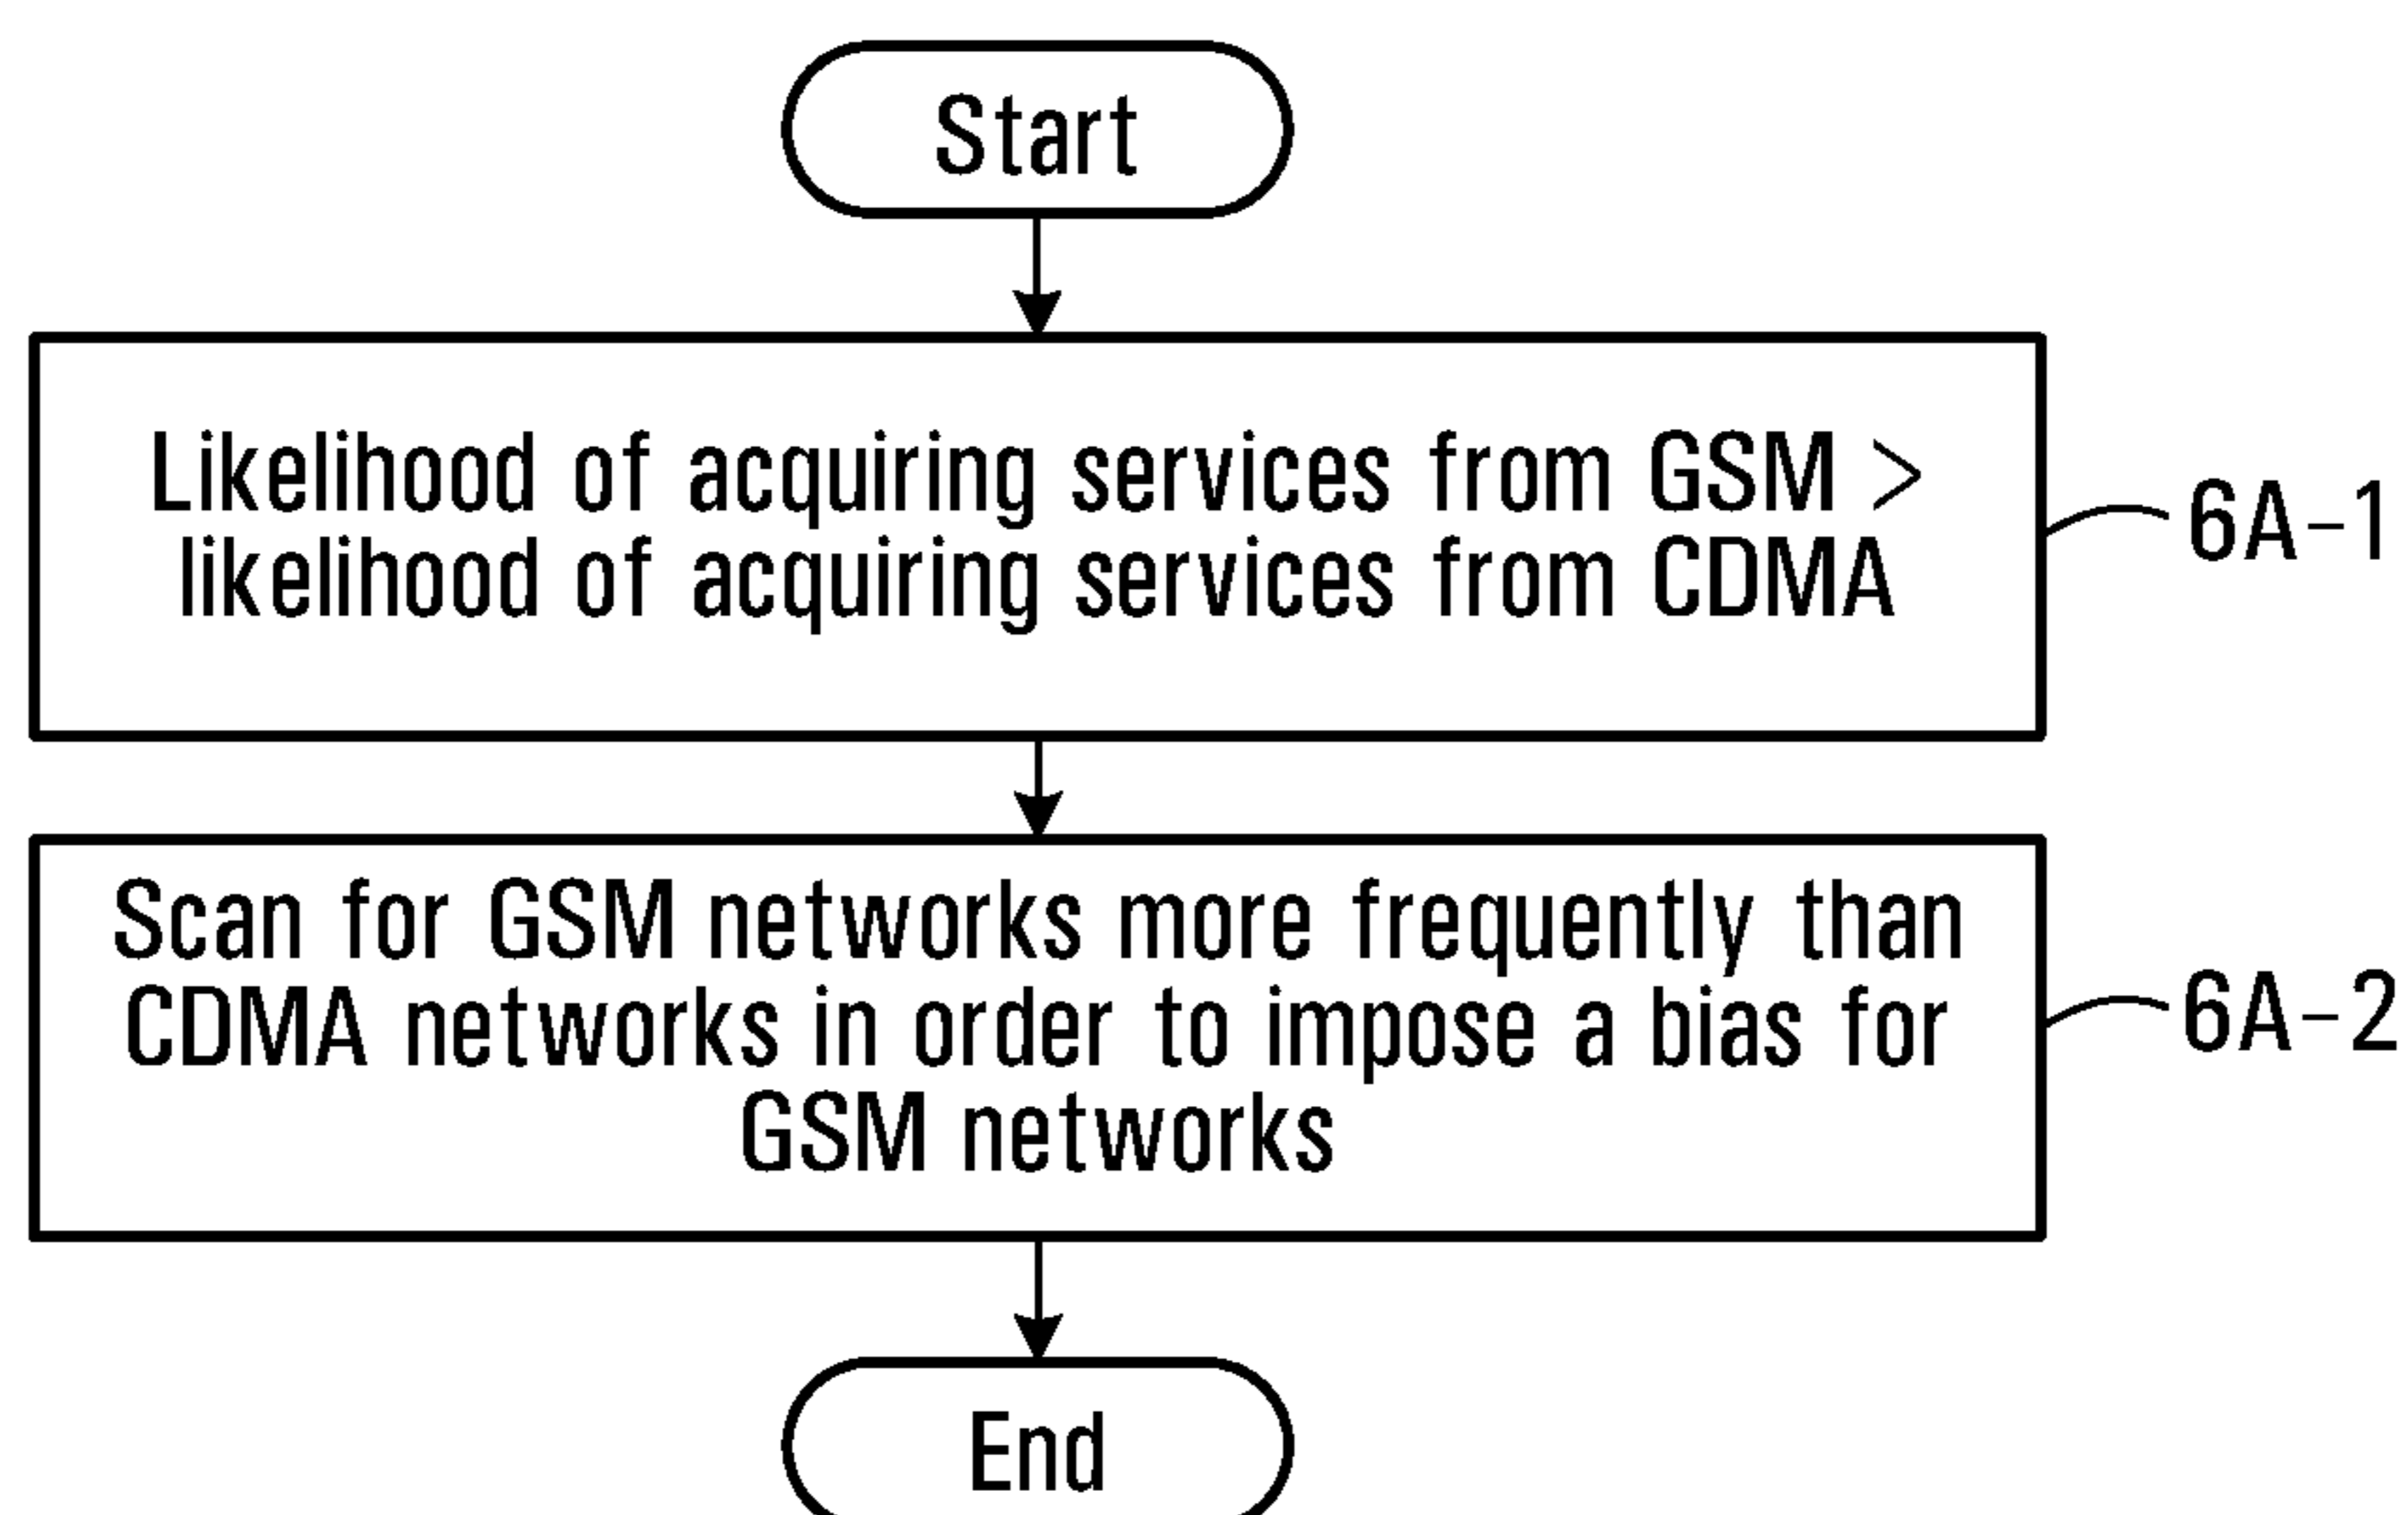 Start
Likelihood of acquiring services from GSM >
likelihood of acquiring services from CDMA
6A-1
Scan for GSM networks more frequently than
CDMA networks in order to impose a bias for
GSM networks
6A-2
End